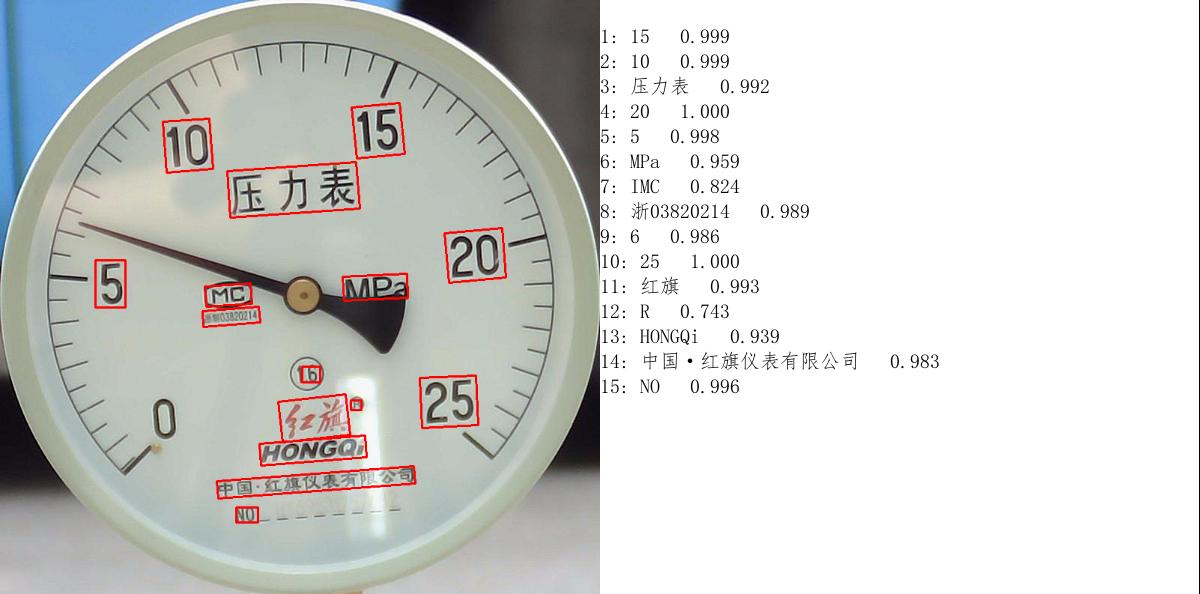 10
15
压力表
20
5
MPa
MC
浙制03820214
1.6
红旗®
25
0
HONGQi
中国·红旗仪表有限公司
NO
1: 15 0.999
2: 10 0.999
3: 压力表 0.992
4: 20 1.000
5: 5 0.998
6: MPa 0.959
7: IMC 0.824
8: 浙03820214 0.989
9: 6 0.986
10: 25 1.000
11: 红旗 0.993
12: R 0.743
13: HONGQi 0.939
14: 中国·红旗仪表有限公司 0.983
15: NO 0.996